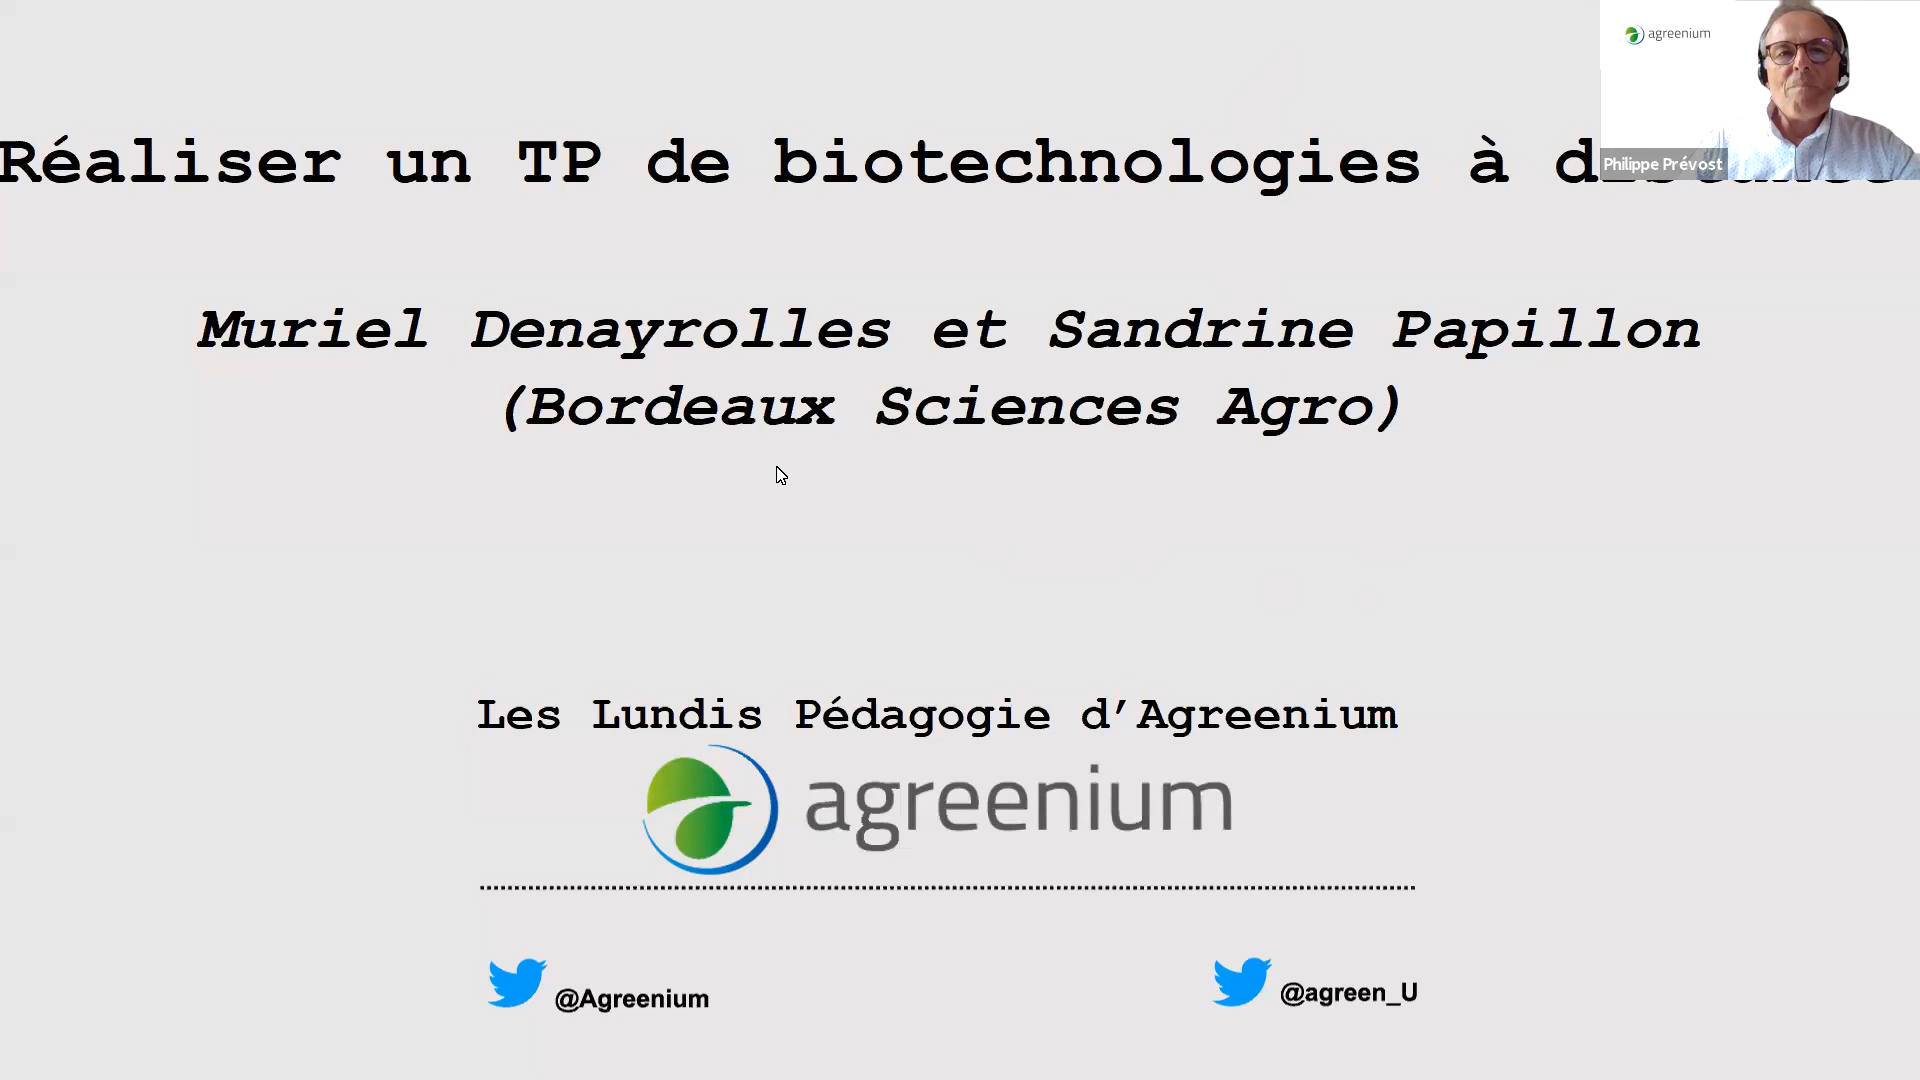 agreenium
Réaliser un TP de biotechnologies à
Philippe Prévost
Muriel Denayrolles et Sandrine Papillon
(Bordeaux Sciences Agro)
Les Lundis Pédagogie d’Agreenium
agreenium
@Agreenium
@agreen_U